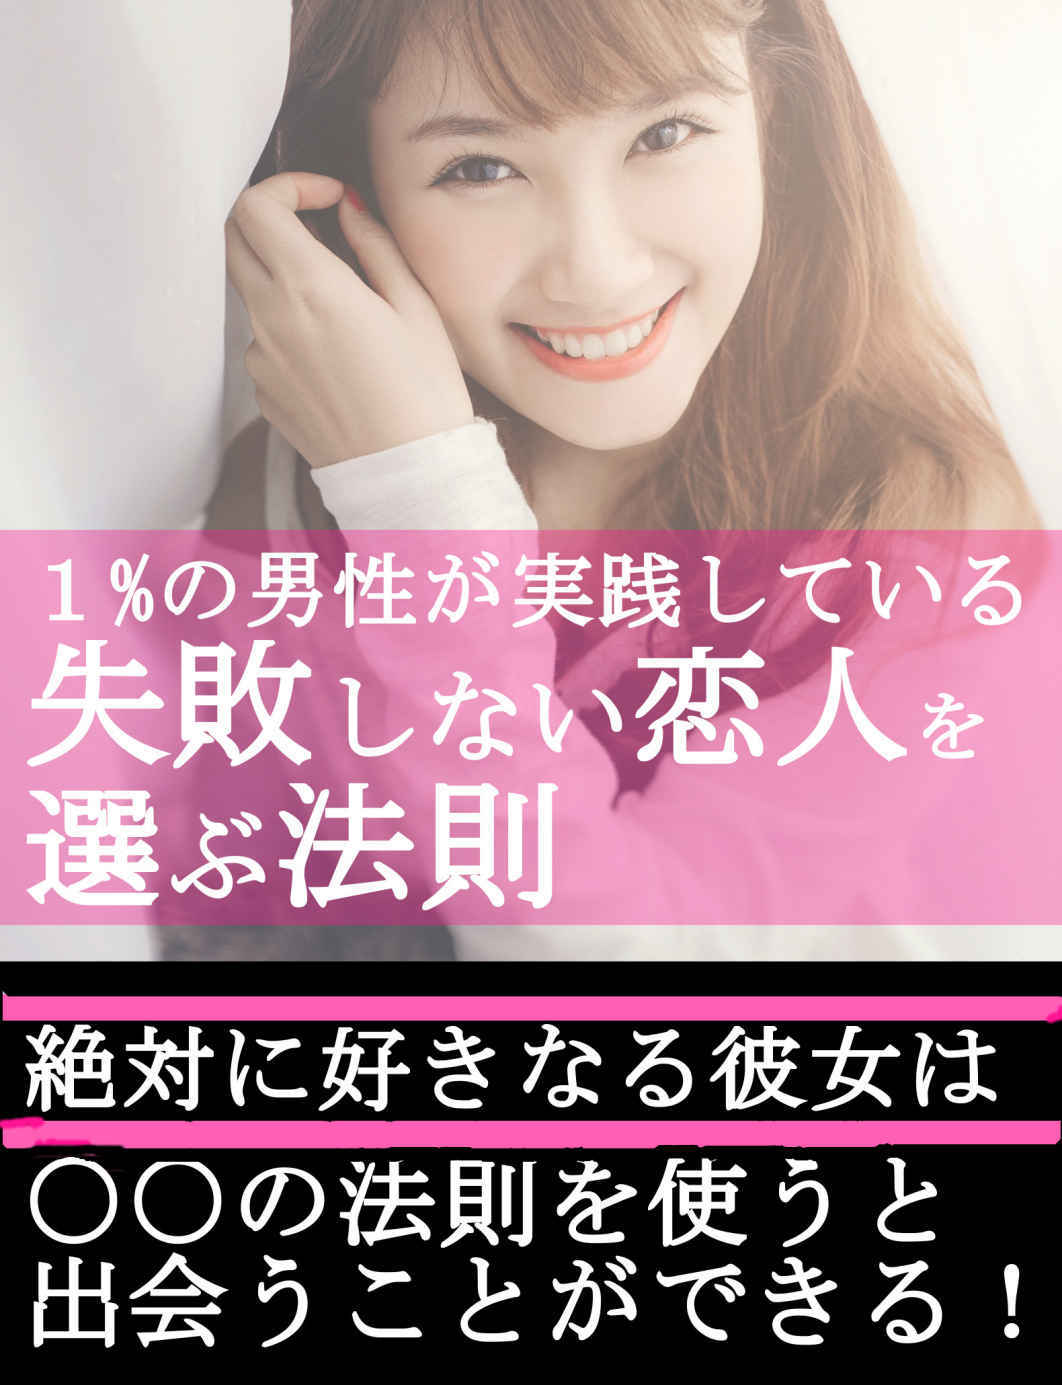 １%の男性が実践している
失敗しない恋人を
選ぶ法則
絶対に好きなる彼女は
〇〇の法則を使うと
出会うことができる！